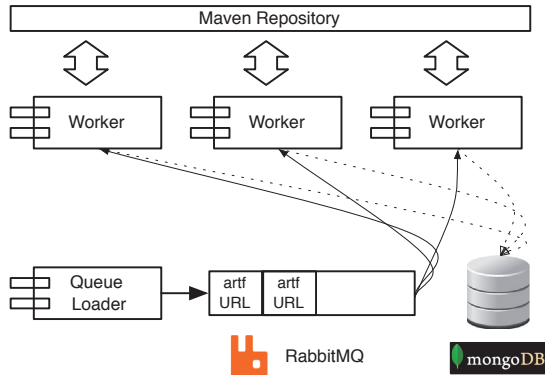 Maven Repository
Worker
Worker
Worker
Queue
Loader
artf
URL
artf
URL
RabbitMQ
mongoDB